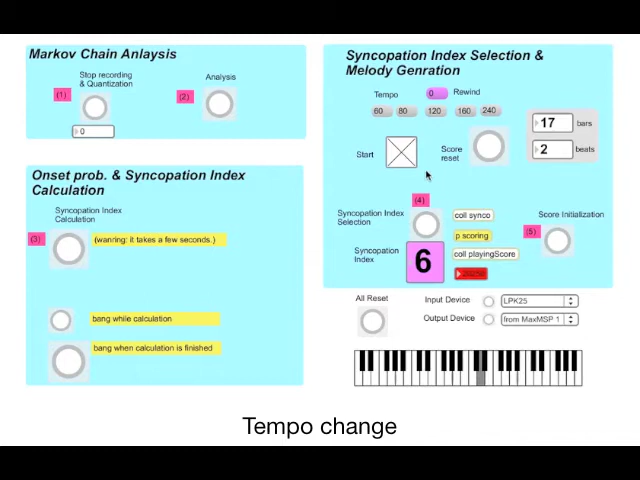 Markov Chain Anlaysis
Stop recording
& Quantization
Analysis
(1)
(2)
0
Onset prob. & Syncopation Index
Calculation
Syncopation Index
Calculation
(3)
(wanring: it takes a few seconds.)
bang while calculation
bang when calculation is finished
Syncopation Index Selection &
Melody Genration
Tempo
0
Rewind
60
80
120
160
240
17
bars
2
beats
Start
Score
reset
(4)
Syncopation Index
Selection
coll synco
Score Initialization
p scoring
(5)
Syncopation
Index
6
coll playingScore
All Reset
Input Device
LPK25
Output Device
from MaxMSP 1
Tempo change